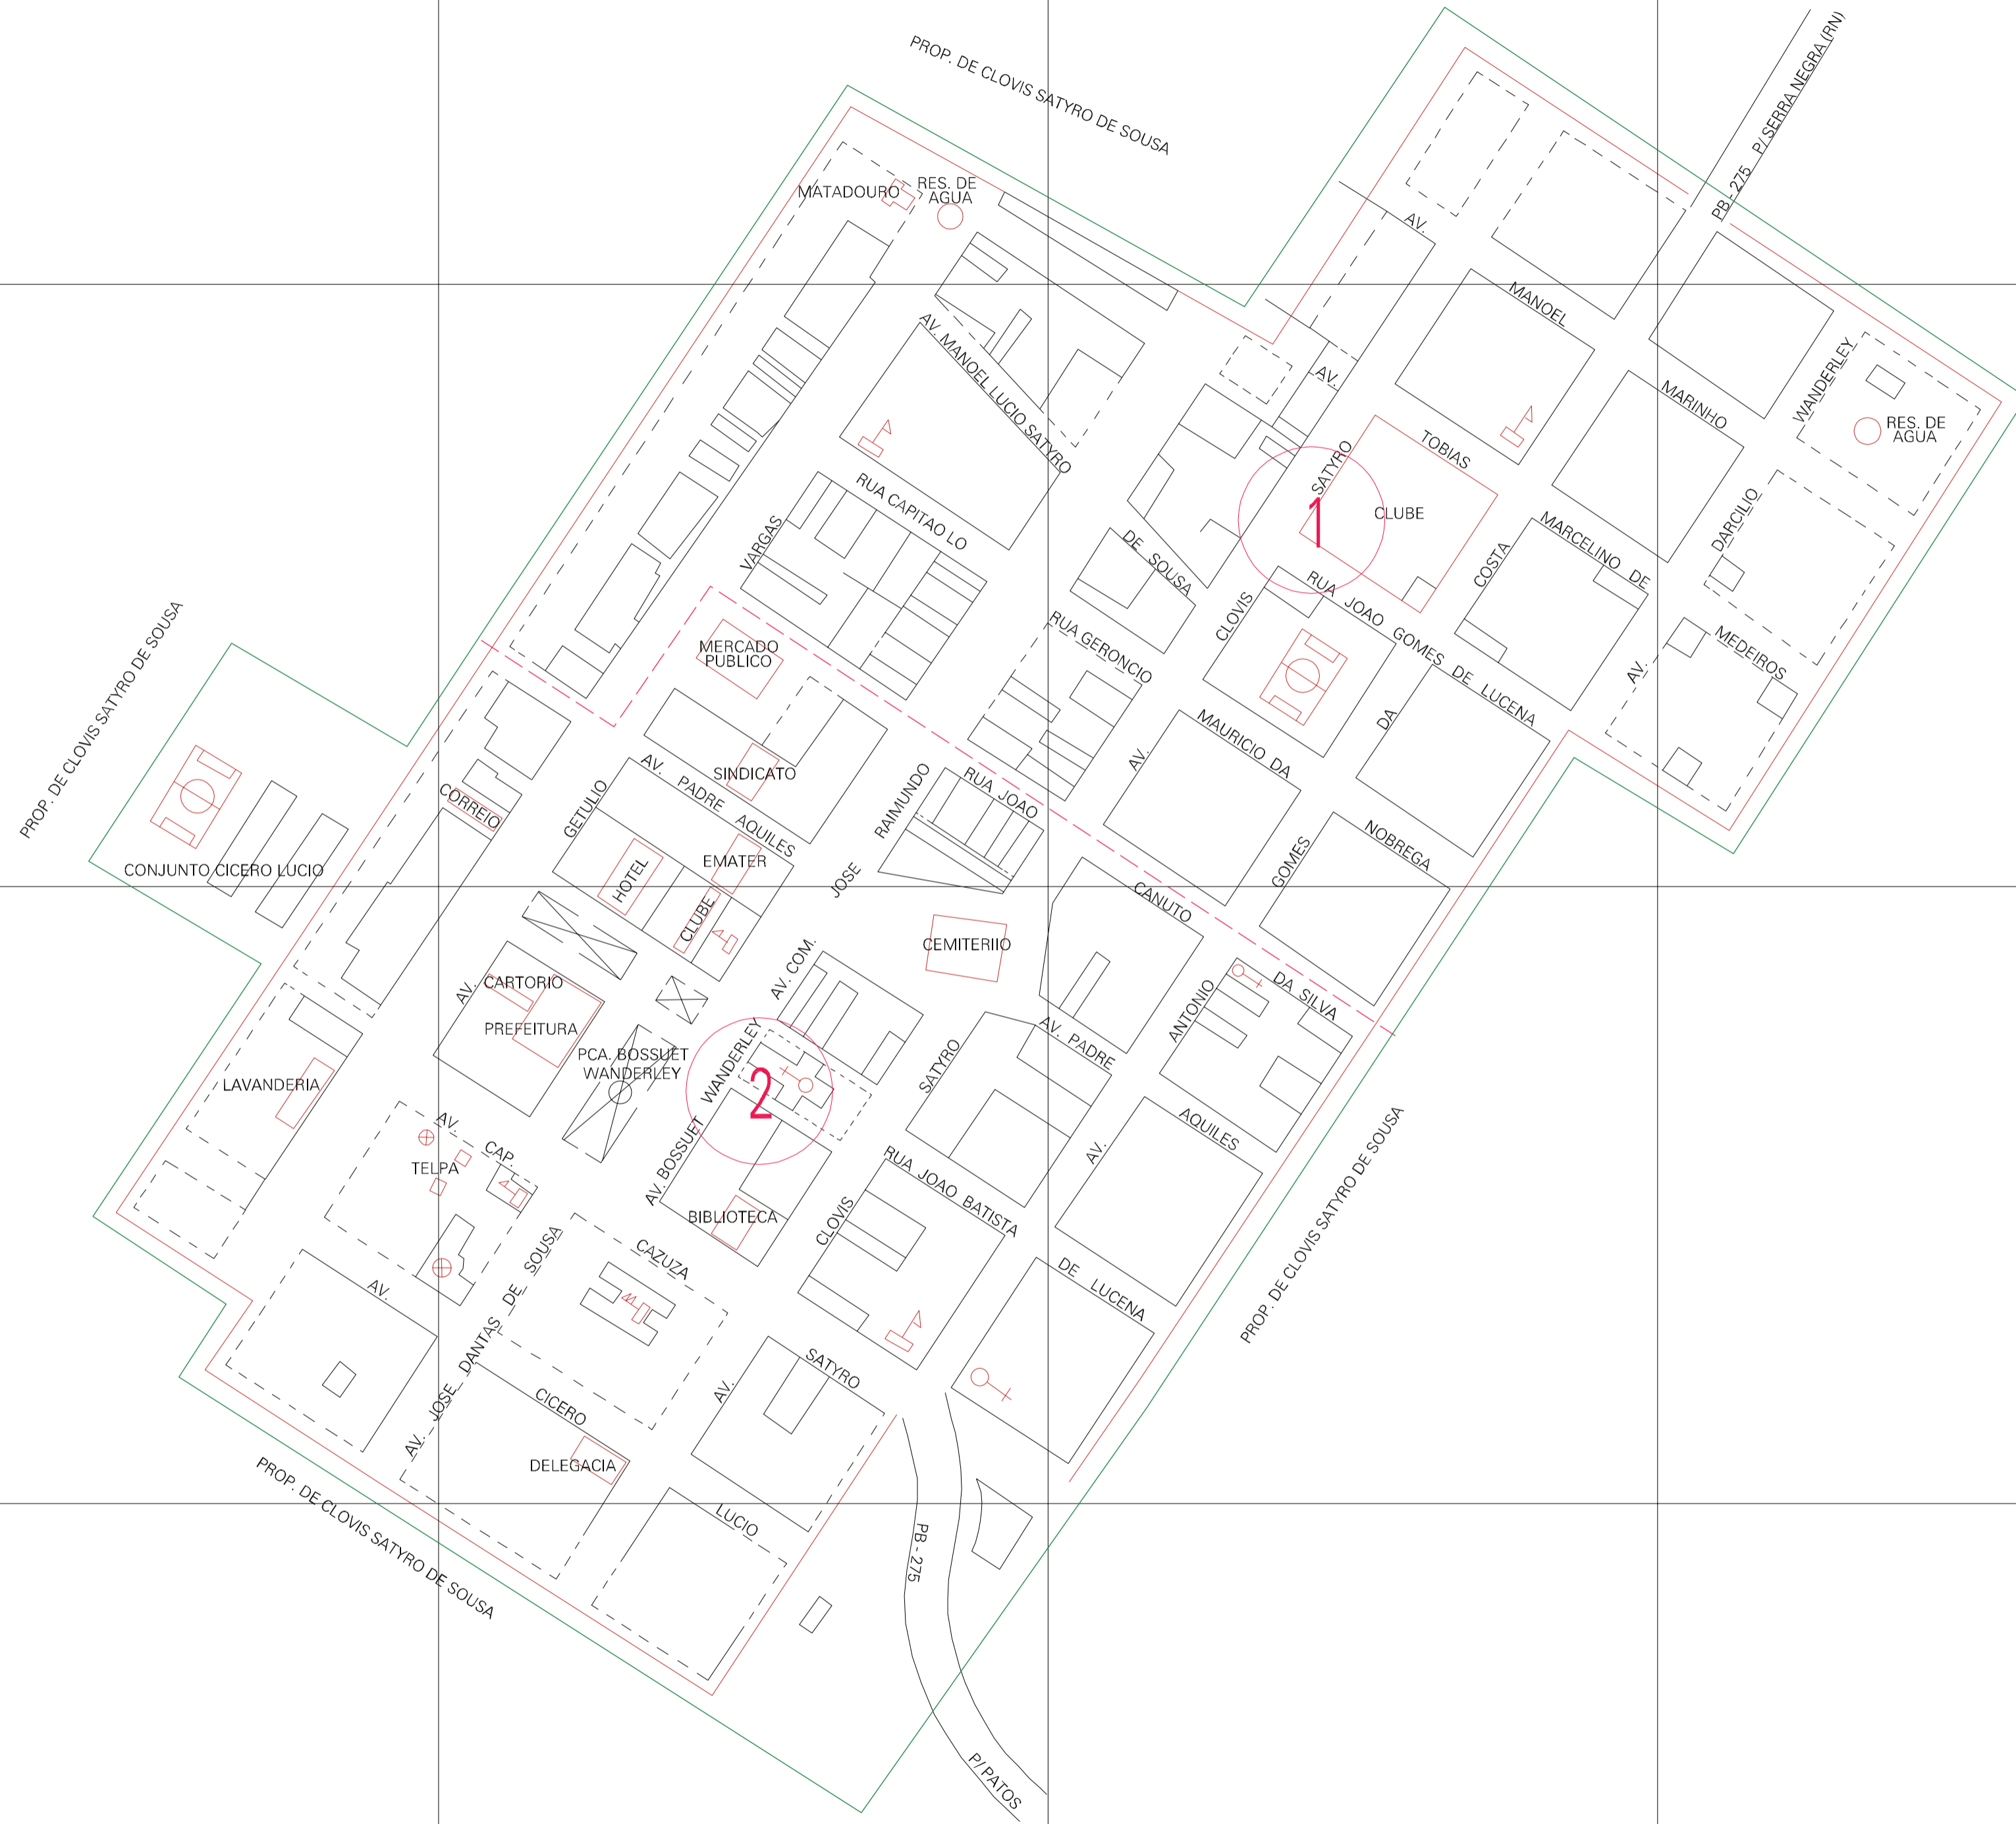 PROP. DE CLOVIS SATYRO DE SOUSA
PB - 275 P/ SERRA NEGRA (RN)
MATADOURO
RES. DE
AGUA
AV.
MANOEL
MARINHO
WANDERLEY
RES. DE
AGUA
AV. MANOEL LUCIO SATYRO
AV.
SATYRO
TOBIAS
1
CLUBE
RUA CAPITAO LO
VARGAS
DE SOUSA
MARCELINO DE
DARCILIO
COSTA
CLOVIS
RUA JOAO GOMES DE LUCENA
MEDEIROS
AV.
PROP. DE CLOVIS SATYRO DE SOUSA
MERCADO
PUBLICO
RUA GERONCIO
DA
MAURICIO DA
AV.
SINDICATO
AV. PADRE AQUILES
GETULIO
CORREIO
RAIMUNDO
RUA JOAO
NOBREGA
GOMES
EMATER
HOTEL
CLUBE
JOSE
CONJUNTO CICERO LUCIO
CANUTO
CEMITERIIO
AV. COM.
AV.
CARTORIO
PREFEITURA
DA SILVA
ANTONIO
PCA. BOSSUET
WANDERLEY
WANDERLEY
2
AV. PADRE
SATYRO
LAVANDERIA
AV.
CAP.
TELPA
AV. BOSSUET
AQUILES
AV.
BIBLIOTECA
RUA JOAO BATISTA
CLOVIS
CAZUZA
AV. JOSE DANTAS DE SOUSA
AV.
DE LUCENA
PROP. DE CLOVIS SATYRO DE SOUSA
SATYRO
AV.
CICERO
DELEGACIA
LUCIO
PROP. DE CLOVIS SATYRO DE SOUSA
PB - 275
P/ PATOS